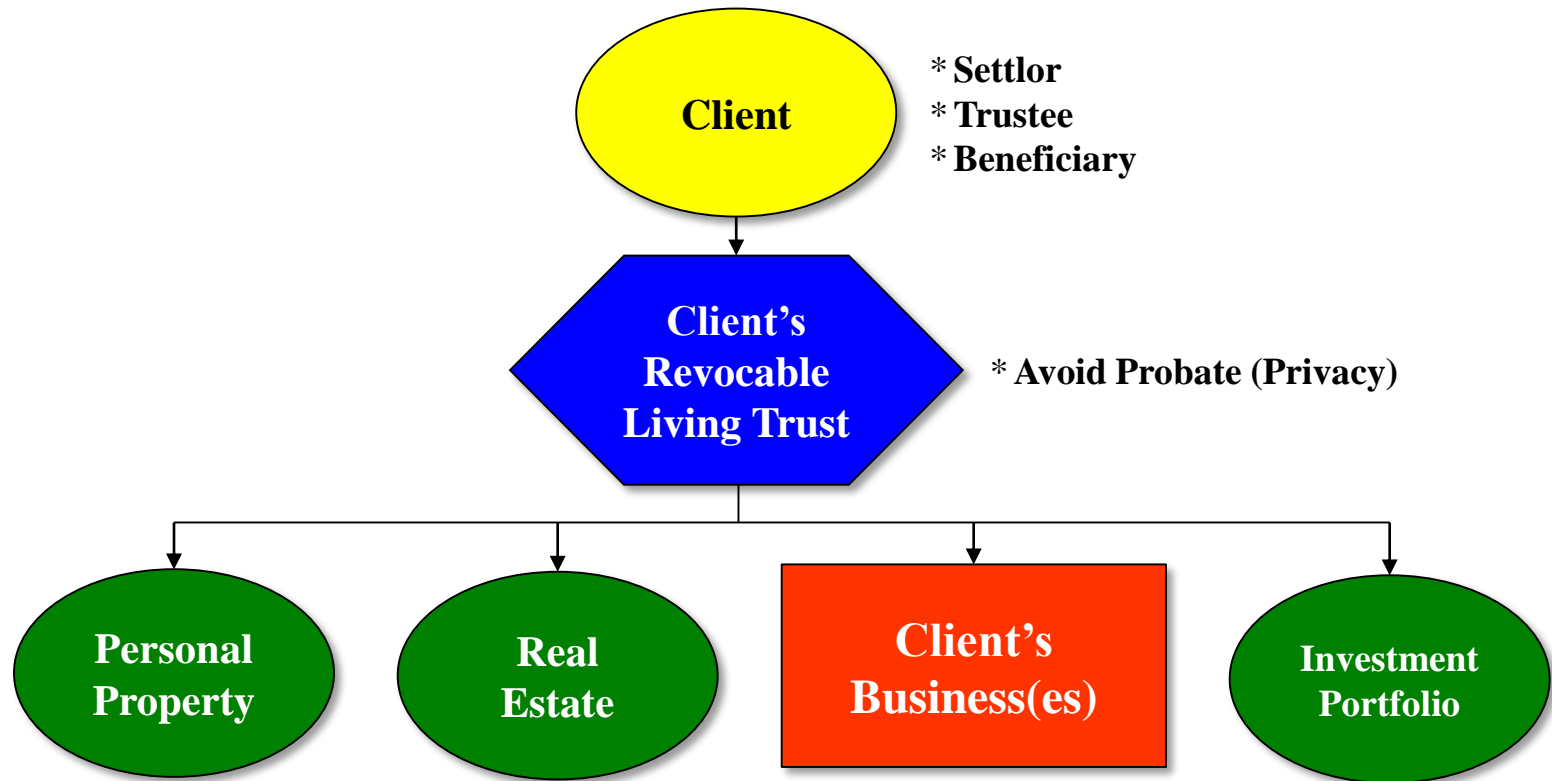 Client
* Settlor
* Trustee
* Beneficiary
Client’s
Revocable
Living Trust
* Avoid Probate (Privacy)
Personal
Property
Real
Estate
Client’s
Business(es)
Investment
Portfolio